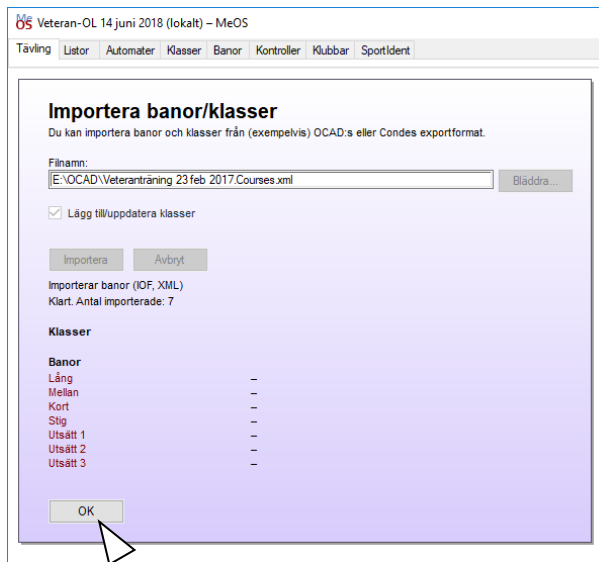 MeOS Veteran-OL 14 juni 2018 (lokalt) – MeOS
Tävling Listor Automater Klasser Banor Kontroller Klubbar SportIdent
Importera banor/klasser
Du kan importera banor och klasser från (exempelvis) OCAD:s eller Condes exportformat.
Filnamn:
E:\OCAD\Veteranträning 23 feb 2017.Courses.xml Bläddra...
Lägg till/uppdatera klasser
Importera Avbryt
Importerar banor (IOF, XML)
Klart. Antal importerade: 7
Klasser
Banor
Lång –
Mellan –
Kort –
Stig –
Utsätt 1 –
Utsätt 2 –
Utsätt 3 –
OK